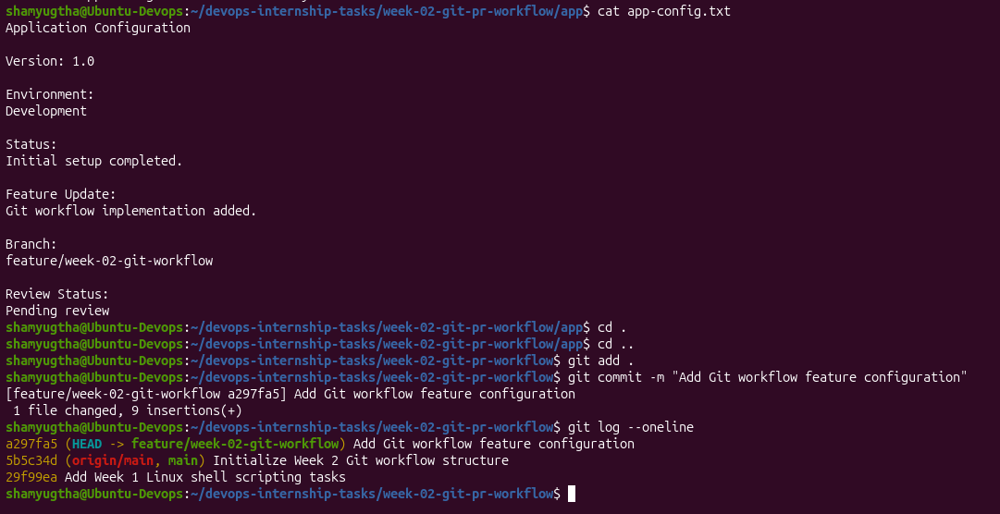 shamyugtha@Ubuntu-Devops:~/devops-internship-tasks/week-02-git-pr-workflow/app$ cat app-config.txt
Application Configuration
Version: 1.0
Environment:
Development
Status:
Initial setup completed.
Feature Update:
Git workflow implementation added.
Branch:
feature/week-02-git-workflow
Review Status:
Pending review
shamyugtha@Ubuntu-Devops:~/devops-internship-tasks/week-02-git-pr-workflow/app$ cd .
shamyugtha@Ubuntu-Devops:~/devops-internship-tasks/week-02-git-pr-workflow/app$ cd ..
shamyugtha@Ubuntu-Devops:~/devops-internship-tasks/week-02-git-pr-workflow$ git add .
shamyugtha@Ubuntu-Devops:~/devops-internship-tasks/week-02-git-pr-workflow$ git commit -m "Add Git workflow feature configuration"
[feature/week-02-git-workflow a297fa5] Add Git workflow feature configuration
 1 file changed, 9 insertions(+)
shamyugtha@Ubuntu-Devops:~/devops-internship-tasks/week-02-git-pr-workflow$ git log --oneline
a297fa5 (HEAD -> feature/week-02-git-workflow) Add Git workflow feature configuration
5b5c34d (origin/main, main) Initialize Week 2 Git workflow structure
29f99ea Add Week 1 Linux shell scripting tasks
shamyugtha@Ubuntu-Devops:~/devops-internship-tasks/week-02-git-pr-workflow$